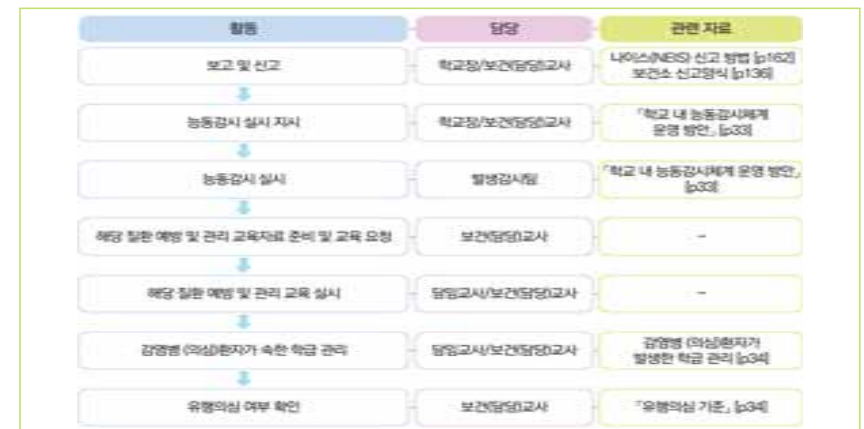 활동 담당 관련 자료
보고 및 신고 학교장/보건(담당)교사 나이스(NEIS) 신고 방법 [p162]
보건소 신고양식 [p136]
능동감시 실시 지시 학교장/보건(담당)교사 「학교 내 능동감시체계
운영 방안」 [p33]
능동감시 실시 발생감시팀 「학교 내 능동감시체계 운영 방안」
[p33]
해당 질환 예방 및 관리 교육자료 준비 및 교육 요청 보건(담당)교사 -
해당 질환 예방 및 관리 교육 실시 담임교사/보건(담당)교사 -
감염병 (의심)환자가 속한 학급 관리 담임교사/보건(담당)교사 감염병 (의심)환자가
발생한 학급 관리 [p34]
유행의심 여부 확인 보건(담당)교사 「유행의심 기준」 [p34]